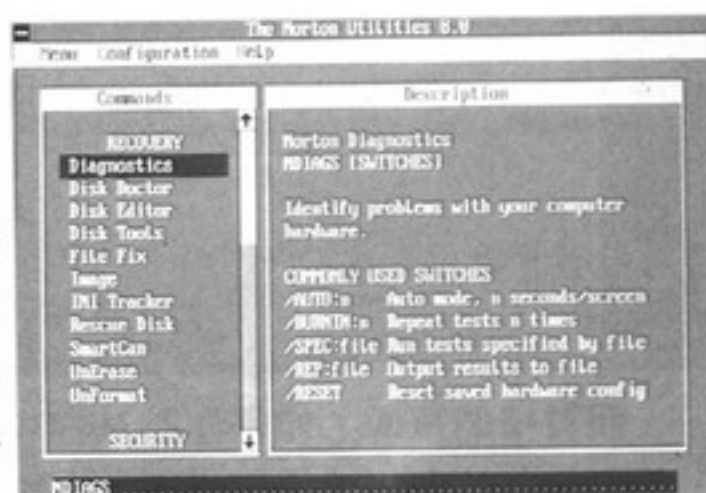 The Norton Utilities 8.0
Menu Configuration Help
Commands
RECOVERY
Diagnostics
Disk Doctor
Disk Editor
Disk Tools
File Fix
Image
INI Tracker
Rescue Disk
SmartCan
UnErase
UnFormat
SECURITY
Description
Norton Diagnostics
NDIAGS [SWITCHES]
Identify problems with your computer
hardware.
COMMONLY USED SWITCHES
/AUTO:n Auto mode, n seconds/screen
/BURNIN:n Repeat tests n times
/SPEC:file Run tests specified by file
/REP:file Output results to file
/RESET Reset saved hardware config
NDIAGS